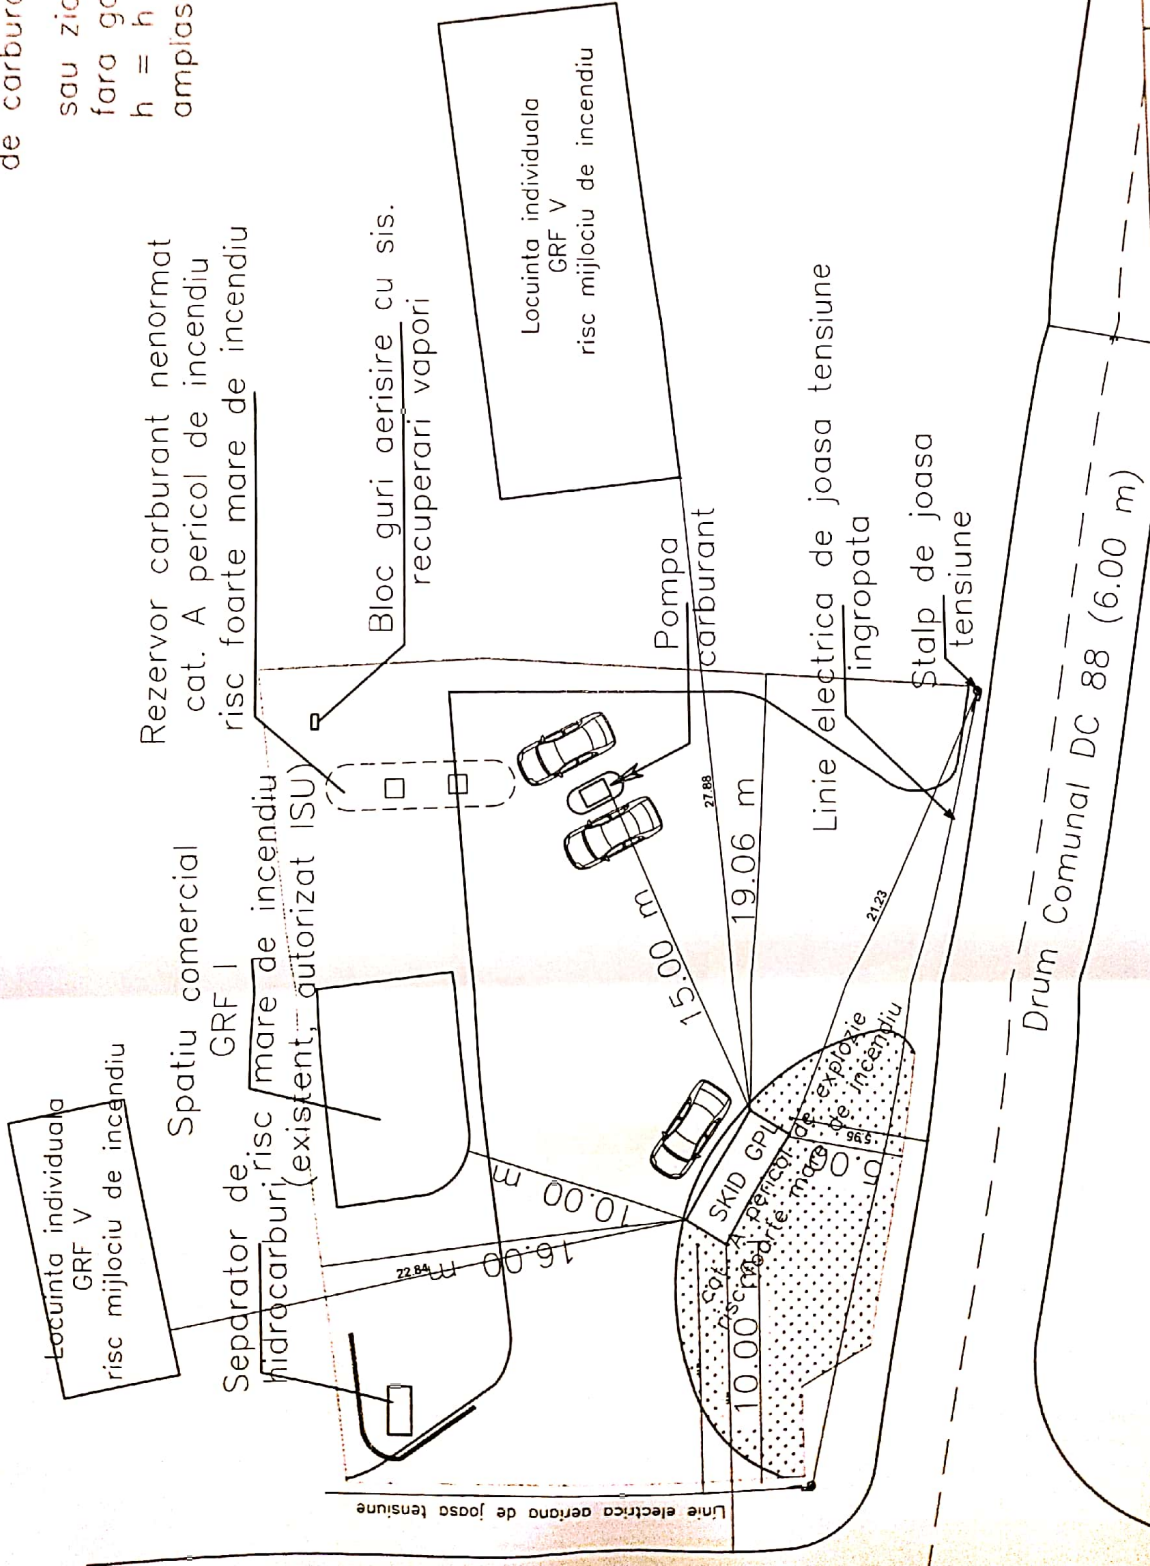 de carburo
sau zid
fara go
h = h
amplas
Rezervor carburant nenormat
cat. A pericol de incendiu
risc foarte mare de incendiu
Bloc guri aerisire cu sis.
recuperari vapori
Locuinta individuala
GRF V
risc mijlociu de incendiu
Spatiu comercial
GRF I
risc mare de incendiu
(existent, autorizat ISU)
Locuinta individuala
GRF V
risc mijlociu de incendiu
Separator de
hidrocarburi
Pompa
carburant
Linie electrica de joasa tensiune
ingropata
Stalp de joasa
tensiune
27.88
19.06 m
15.00 m
21.23
10.00 m
16.00 m
22.84
SKID GPL
Cat. A pericol de explozie
risc foarte mare de incendiu
5.95
10.00 m
Linie electrica aeriana de joasa tensiune
Drum Comunal DC 88 (6.00 m)